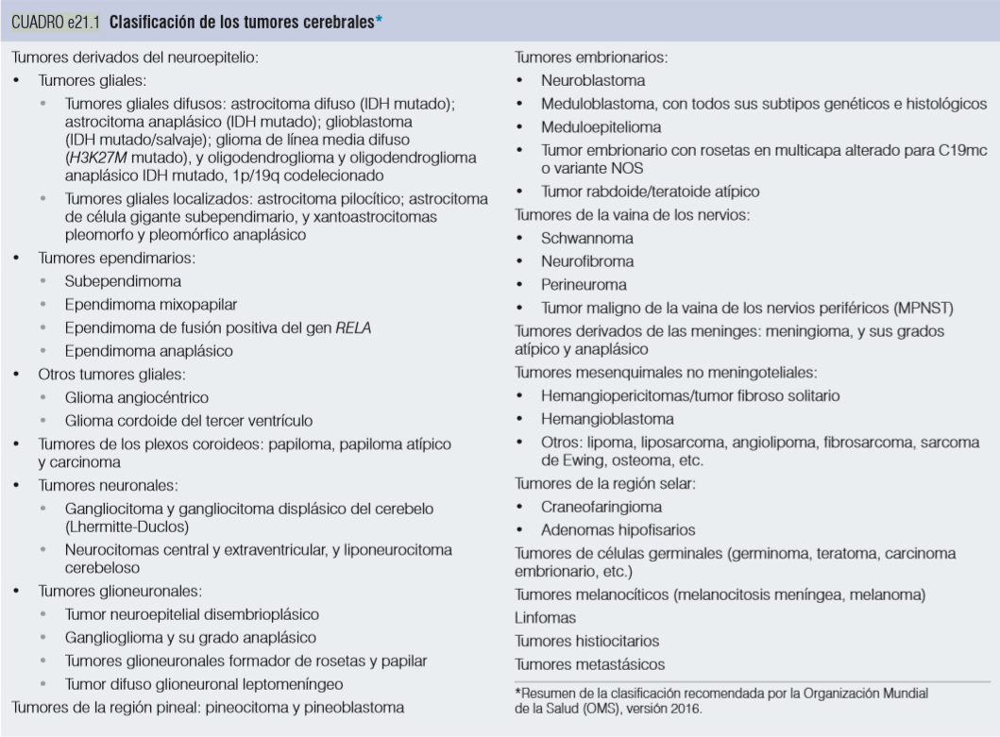 CUADRO e21.1 Clasificación de los tumores cerebrales*
Tumores derivados del neuroepitelio:
• Tumores gliales:
• Tumores gliales difusos: astrocitoma difuso (IDH mutado);
astrocitoma anaplásico (IDH mutado); glioblastoma
(IDH mutado/salvaje); glioma de línea media difuso
(H3K27M mutado), y oligodendroglioma y oligodendroglioma
anaplásico IDH mutado, 1p/19q codelecionado
• Tumores gliales localizados: astrocitoma pilocítico; astrocitoma
de célula gigante subependimario, y xantoastrocitomas
pleomorfo y pleomórfico anaplásico
• Tumores ependimarios:
• Subependimoma
• Ependimoma mixopapilar
• Ependimoma de fusión positiva del gen RELA
• Ependimoma anaplásico
• Otros tumores gliales:
• Glioma angiocéntrico
• Glioma cordoide del tercer ventrículo
• Tumores de los plexos coroideos: papiloma, papiloma atípico
y carcinoma
• Tumores neuronales:
• Gangliocitoma y gangliocitoma displásico del cerebelo
(Lhermitte-Duclos)
• Neurocitomas central y extraventricular, y liponeurocitoma
cerebeloso
• Tumores glioneuronales:
• Tumor neuroepitelial disembrioplásico
• Ganglioglioma y su grado anaplásico
• Tumores glioneuronales formador de rosetas y papilar
• Tumor difuso glioneuronal leptomeníngeo
Tumores de la región pineal: pineocitoma y pineoblastoma
Tumores embrionarios:
• Neuroblastoma
• Meduloblastoma, con todos sus subtipos genéticos e histológicos
• Meduloepitelioma
• Tumor embrionario con rosetas en multicapa alterado para C19mc
o variante NOS
• Tumor rabdoide/teratoide atípico
Tumores de la vaina de los nervios:
• Schwannoma
• Neurofibroma
• Perineuroma
• Tumor maligno de la vaina de los nervios periféricos (MPNST)
Tumores derivados de las meninges: meningioma, y sus grados
atípico y anaplásico
Tumores mesenquimales no meningoteliales:
• Hemangiopericitomas/tumor fibroso solitario
• Hemangioblastoma
• Otros: lipoma, liposarcoma, angiolipoma, fibrosarcoma, sarcoma
de Ewing, osteoma, etc.
Tumores de la región selar:
• Craneofaringioma
• Adenomas hipofisarios
Tumores de células germinales (germinoma, teratoma, carcinoma
embrionario, etc.)
Tumores melanocíticos (melanocitosis meníngea, melanoma)
Linfomas
Tumores histiocitarios
Tumores metastásicos
*Resumen de la clasificación recomendada por la Organización Mundial
de la Salud (OMS), versión 2016.